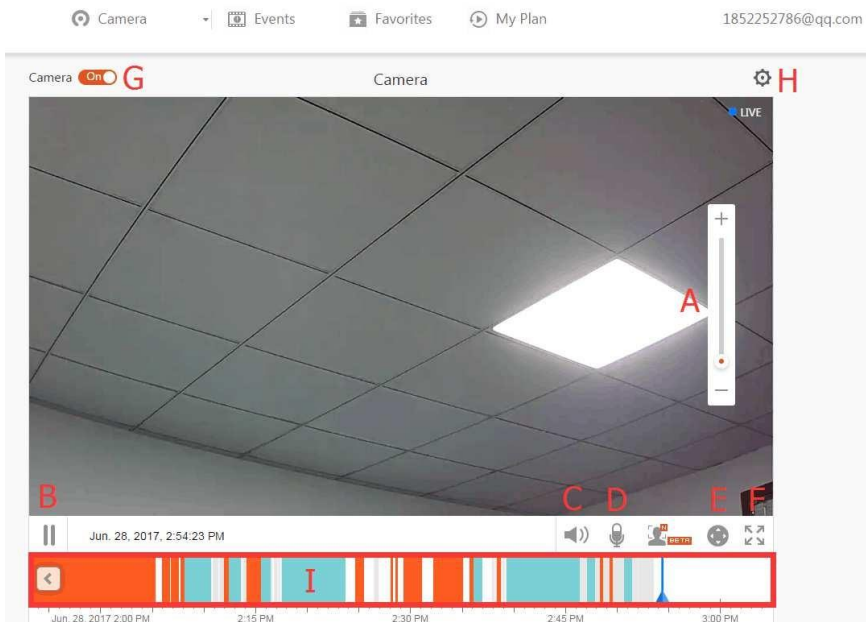 Camera Events Favorites My Plan 1852252786@qq.com
Camera On G Camera H
LIVE
+
A
−
B C D E F
Jun. 28, 2017, 2:54:23 PM N BETA
I
Jun. 28, 2017 2:00 PM 2:15 PM 2:30 PM 2:45 PM 3:00 PM